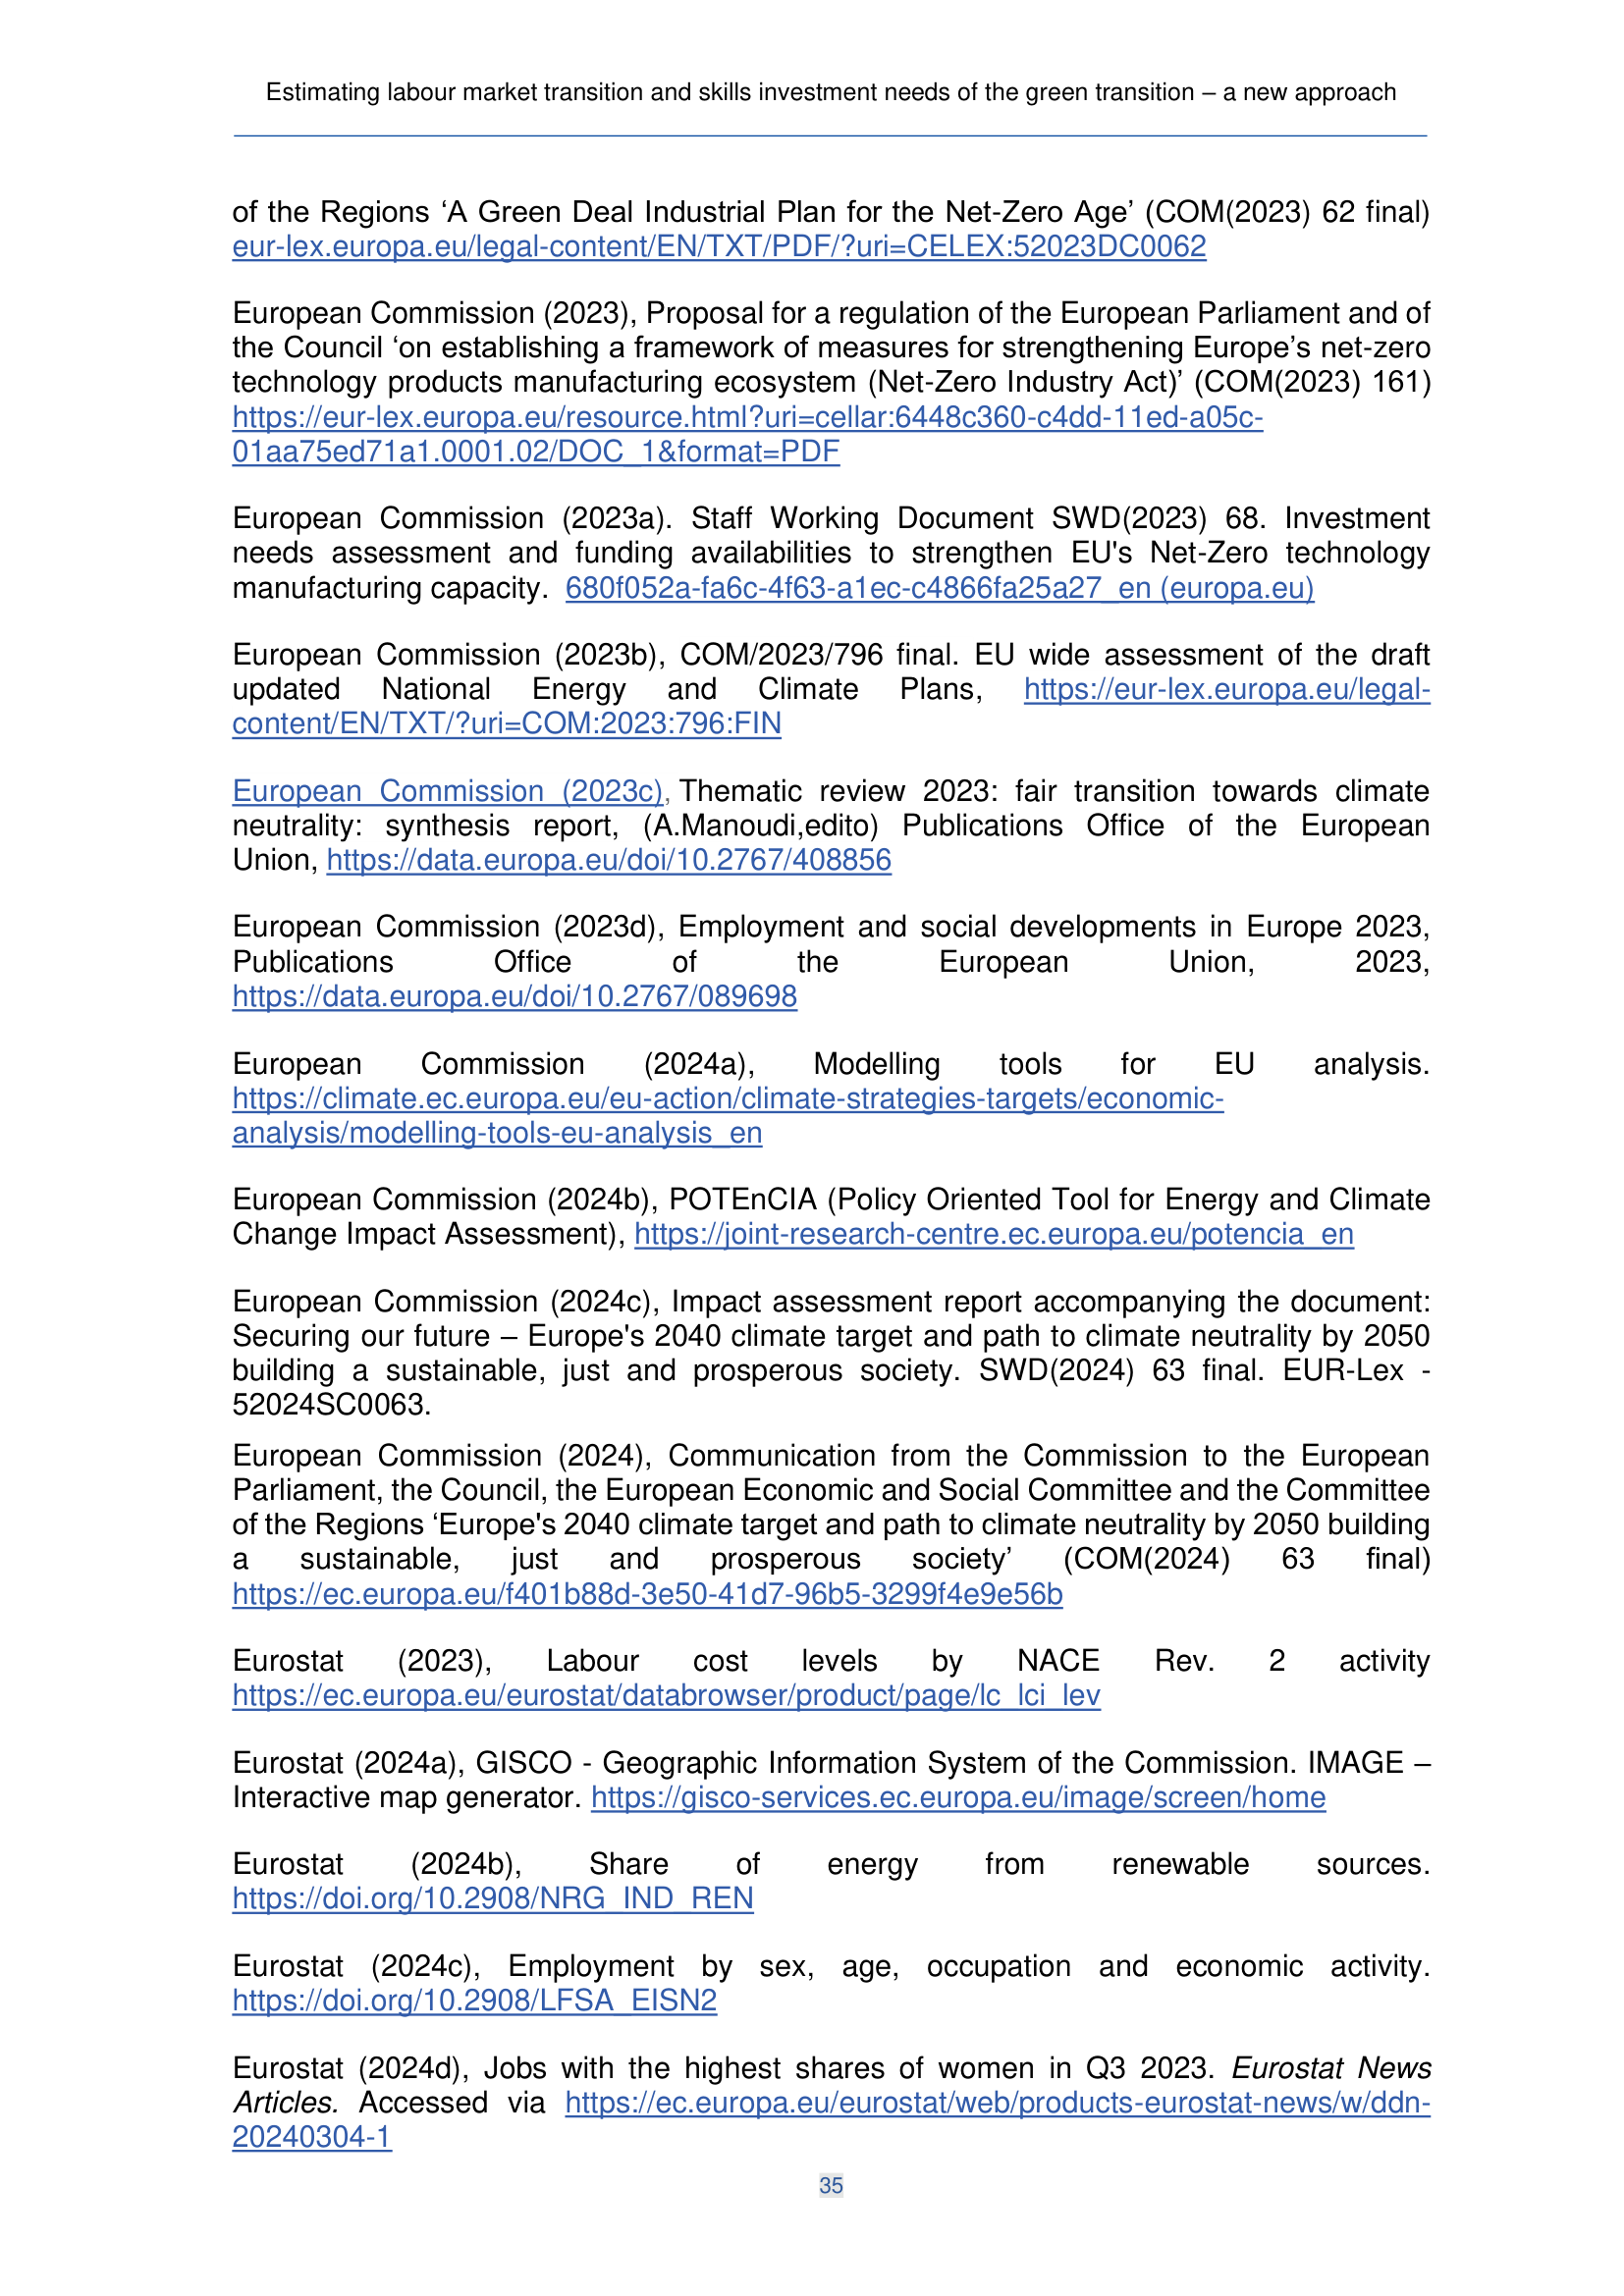 Estimating labour market transition and skills investment needs of the green transition – a new approach
of the Regions ‘A Green Deal Industrial Plan for the Net-Zero Age’ (COM(2023) 62 final)
eur-lex.europa.eu/legal-content/EN/TXT/PDF/?uri=CELEX:52023DC0062
European Commission (2023), Proposal for a regulation of the European Parliament and of
the Council ‘on establishing a framework of measures for strengthening Europe’s net-zero
technology products manufacturing ecosystem (Net-Zero Industry Act)’ (COM(2023) 161)
https://eur-lex.europa.eu/resource.html?uri=cellar:6448c360-c4dd-11ed-a05c-
01aa75ed71a1.0001.02/DOC_1&format=PDF
European Commission (2023a). Staff Working Document SWD(2023) 68. Investment
needs assessment and funding availabilities to strengthen EU's Net-Zero technology
manufacturing capacity. 680f052a-fa6c-4f63-a1ec-c4866fa25a27_en (europa.eu)
European Commission (2023b), COM/2023/796 final. EU wide assessment of the draft
updated National Energy and Climate Plans, https://eur-lex.europa.eu/legal-
content/EN/TXT/?uri=COM:2023:796:FIN
European Commission (2023c), Thematic review 2023: fair transition towards climate
neutrality: synthesis report, (A.Manoudi,edito) Publications Office of the European
Union, https://data.europa.eu/doi/10.2767/408856
European Commission (2023d), Employment and social developments in Europe 2023,
Publications Office of the European Union, 2023,
https://data.europa.eu/doi/10.2767/089698
European Commission (2024a), Modelling tools for EU analysis.
https://climate.ec.europa.eu/eu-action/climate-strategies-targets/economic-
analysis/modelling-tools-eu-analysis_en
European Commission (2024b), POTEnCIA (Policy Oriented Tool for Energy and Climate
Change Impact Assessment), https://joint-research-centre.ec.europa.eu/potencia_en
European Commission (2024c), Impact assessment report accompanying the document:
Securing our future – Europe's 2040 climate target and path to climate neutrality by 2050
building a sustainable, just and prosperous society. SWD(2024) 63 final. EUR-Lex -
52024SC0063.
European Commission (2024), Communication from the Commission to the European
Parliament, the Council, the European Economic and Social Committee and the Committee
of the Regions ‘Europe's 2040 climate target and path to climate neutrality by 2050 building
a sustainable, just and prosperous society’ (COM(2024) 63 final)
https://ec.europa.eu/f401b88d-3e50-41d7-96b5-3299f4e9e56b
Eurostat (2023), Labour cost levels by NACE Rev. 2 activity
https://ec.europa.eu/eurostat/databrowser/product/page/lc_lci_lev
Eurostat (2024a), GISCO - Geographic Information System of the Commission. IMAGE –
Interactive map generator. https://gisco-services.ec.europa.eu/image/screen/home
Eurostat (2024b), Share of energy from renewable sources.
https://doi.org/10.2908/NRG_IND_REN
Eurostat (2024c), Employment by sex, age, occupation and economic activity.
https://doi.org/10.2908/LFSA_EISN2
Eurostat (2024d), Jobs with the highest shares of women in Q3 2023. Eurostat News
Articles. Accessed via https://ec.europa.eu/eurostat/web/products-eurostat-news/w/ddn-
20240304-1
35